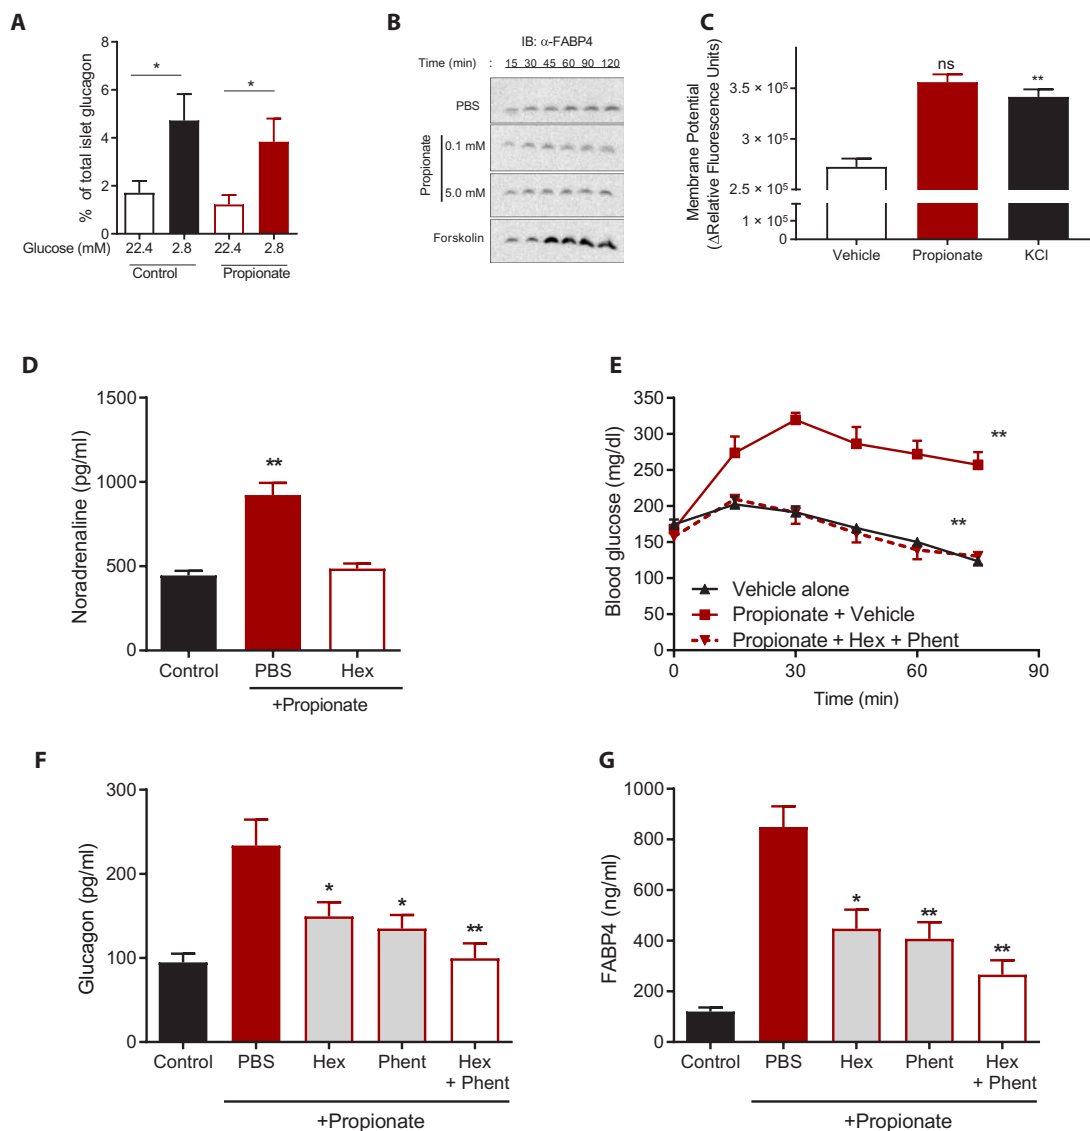 A
% of total islet glucagon
8
6
4
2
0
*
*
Glucose (mM)
22.4 2.8 22.4 2.8
Control Propionate
B
IB: α-FABP4
Time (min) : 15 30 45 60 90 120
PBS
Propionate
0.1 mM
5.0 mM
Forskolin
C
Membrane Potential
(ΔRelative Fluorescence Units)
3.5 × 10⁵
3 × 10⁵
2.5 × 10⁵
1 × 10⁵
0
ns
**
Vehicle Propionate KCl
D
Noradrenaline (pg/ml)
1500
1000
500
0
**
Control PBS Hex
+Propionate
E
Blood glucose (mg/dl)
350
300
250
200
150
100
50
0
**
**
Vehicle alone
Propionate + Vehicle
Propionate + Hex + Phent
0 30 60 90
Time (min)
F
Glucagon (pg/ml)
300
200
100
0
*
*
**
Control PBS Hex Phent Hex
+ Phent
+Propionate
G
FABP4 (ng/ml)
1000
800
600
400
200
0
*
**
**
Control PBS Hex Phent Hex
+ Phent
+Propionate